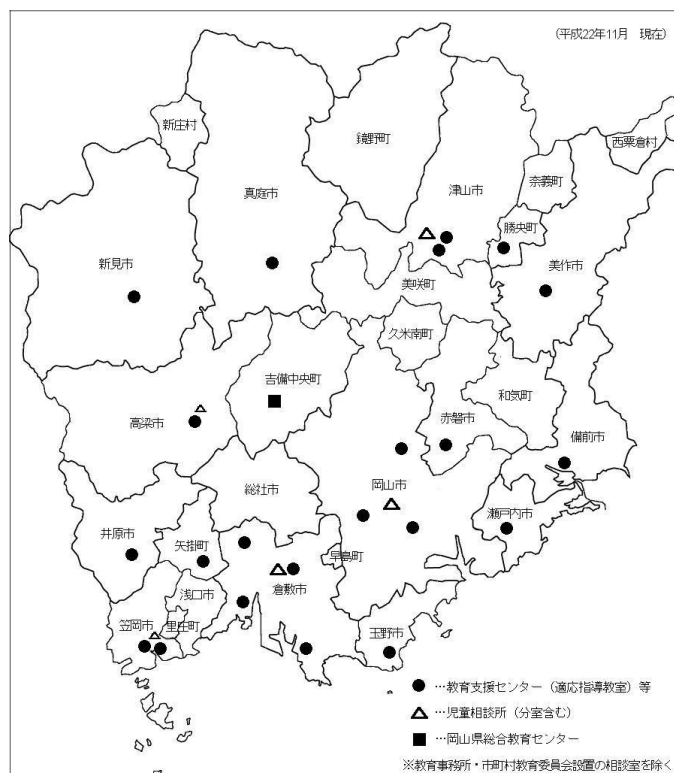 (平成22年11月 現在)
新庄村
鏡野町
西粟倉村
津山市
奈義町
真庭市
勝央町
新見市
美作市
美咲町
久米南町
吉備中央町
和気町
高梁市
赤磐市
備前市
岡山市
総社市
瀬戸内市
井原市
矢掛町
早島町
倉敷市
浅口市
笠岡市
里庄町
玉野市
…教育支援センター(適応指導教室)等
…児童相談所(分室含む)
…岡山県総合教育センター
※教育事務所・市町村教育委員会設置の相談室を除く